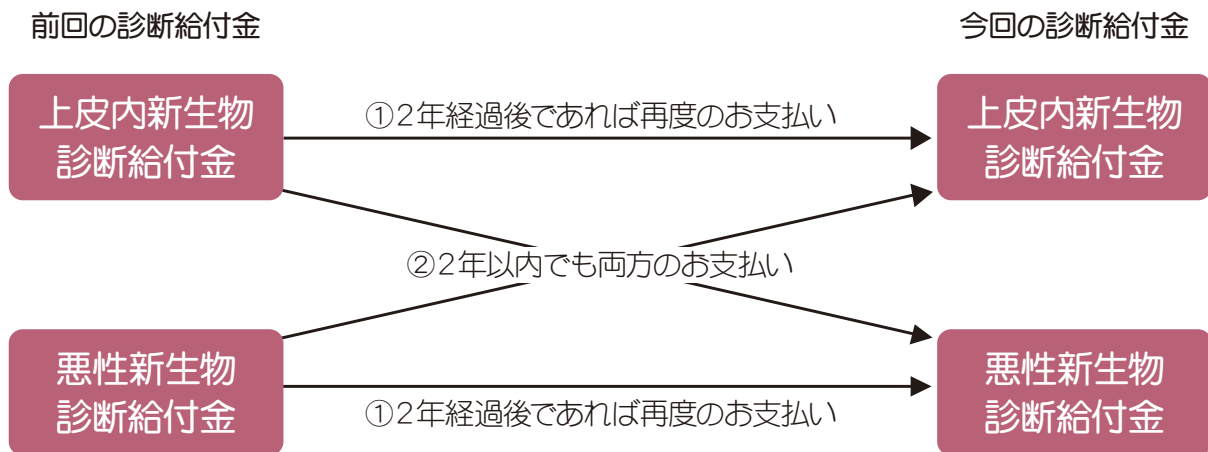 前回の診断給付金
今回の診断給付金
上皮内新生物
診断給付金
①2年経過後であれば再度のお支払い
上皮内新生物
診断給付金
②2年以内でも両方のお支払い
悪性新生物
診断給付金
①2年経過後であれば再度のお支払い
悪性新生物
診断給付金